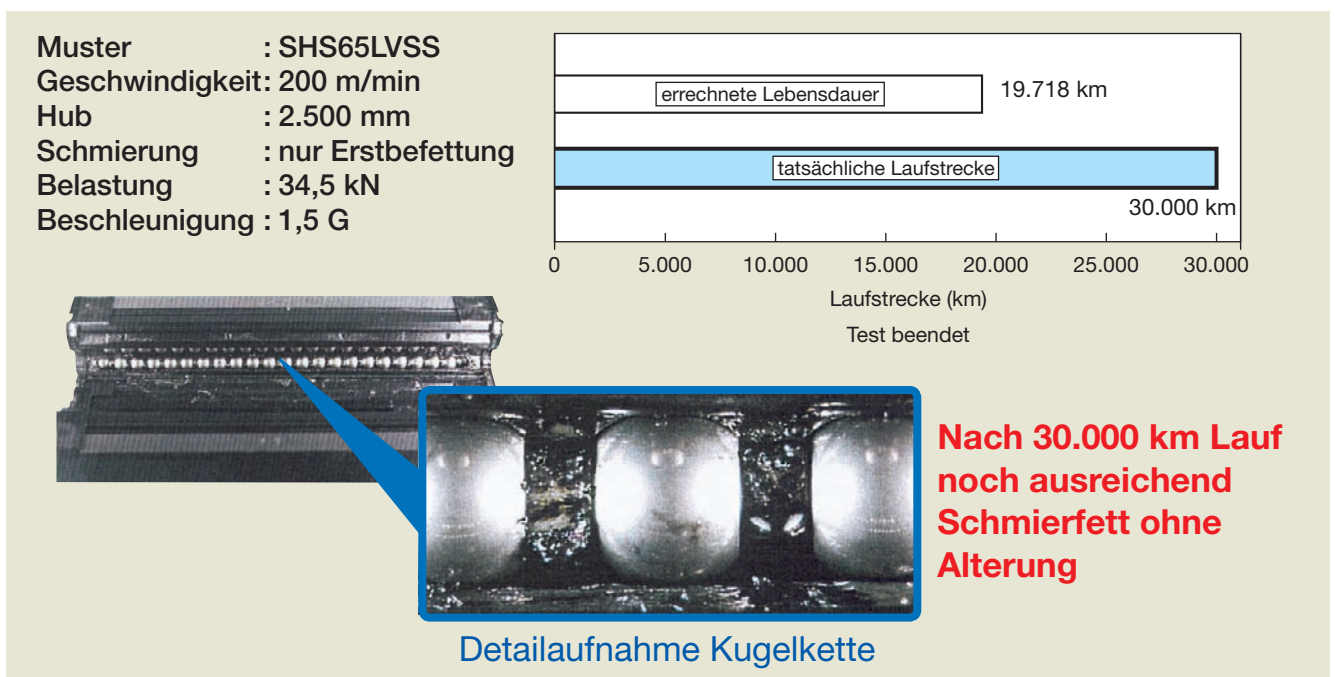 Muster : SHS65LVSS
Geschwindigkeit: 200 m/min
Hub : 2.500 mm
Schmierung : nur Erstbefettung
Belastung : 34,5 kN
Beschleunigung : 1,5 G
errechnete Lebensdauer 19.718 km
tatsächliche Laufstrecke
30.000 km
0 5.000 10.000 15.000 20.000 25.000 30.000
Laufstrecke (km)
Test beendet
Nach 30.000 km Lauf
noch ausreichend
Schmierfett ohne
Alterung
Detailaufnahme Kugelkette